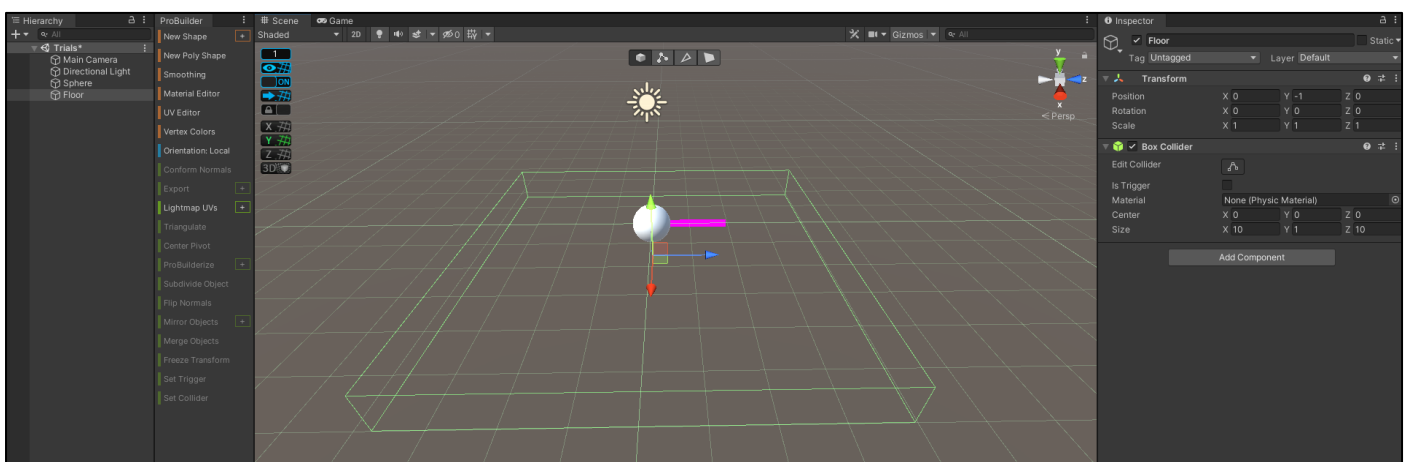 Hierarchy
All
Trials*
Main Camera
Directional Light
Sphere
Floor
ProBuilder
New Shape +
New Poly Shape
Smoothing
Material Editor
UV Editor
Vertex Colors
Orientation: Local
Conform Normals
Export +
Lightmap UVs +
Triangulate
Center Pivot
ProBuilderize +
Subdivide Object
Flip Normals
Mirror Objects +
Merge Objects
Freeze Transform
Set Trigger
Set Collider
Scene Game
Shaded 2D 0 Gizmos All
1
ON
X
Y
Z
3D
y
z
x
< Persp
Inspector
Floor Static
Tag Untagged Layer Default
Transform
Position X 0 Y -1 Z 0
Rotation X 0 Y 0 Z 0
Scale X 1 Y 1 Z 1
Box Collider
Edit Collider
Is Trigger
Material None (Physic Material)
Center X 0 Y 0 Z 0
Size X 10 Y 1 Z 10
Add Component